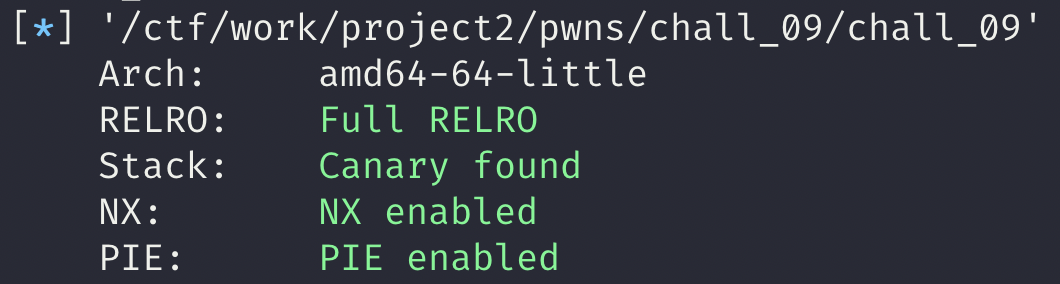 [*] '/ctf/work/project2/pwns/chall_09/chall_09'
Arch: amd64-64-little
RELRO: Full RELRO
Stack: Canary found
NX: NX enabled
PIE: PIE enabled